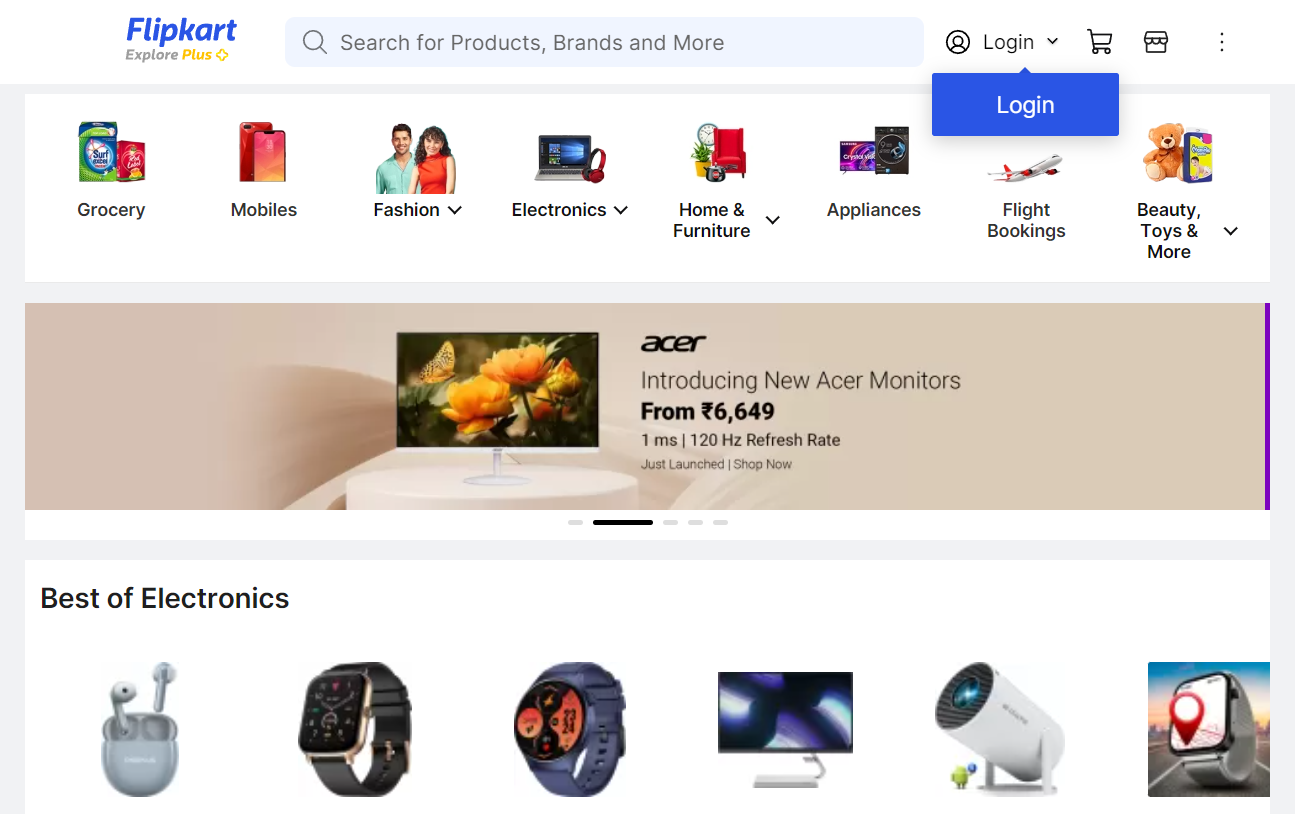 Flipkart
Explore Plus
Search for Products, Brands and More
Login
Login
Grocery
Mobiles
Fashion
Electronics
Home &
Furniture
Appliances
Flight
Bookings
Beauty,
Toys &
More
Surf
excel
acer
Introducing New Acer Monitors
From ₹6,649
1 ms | 120 Hz Refresh Rate
Just Launched | Shop Now
Best of Electronics